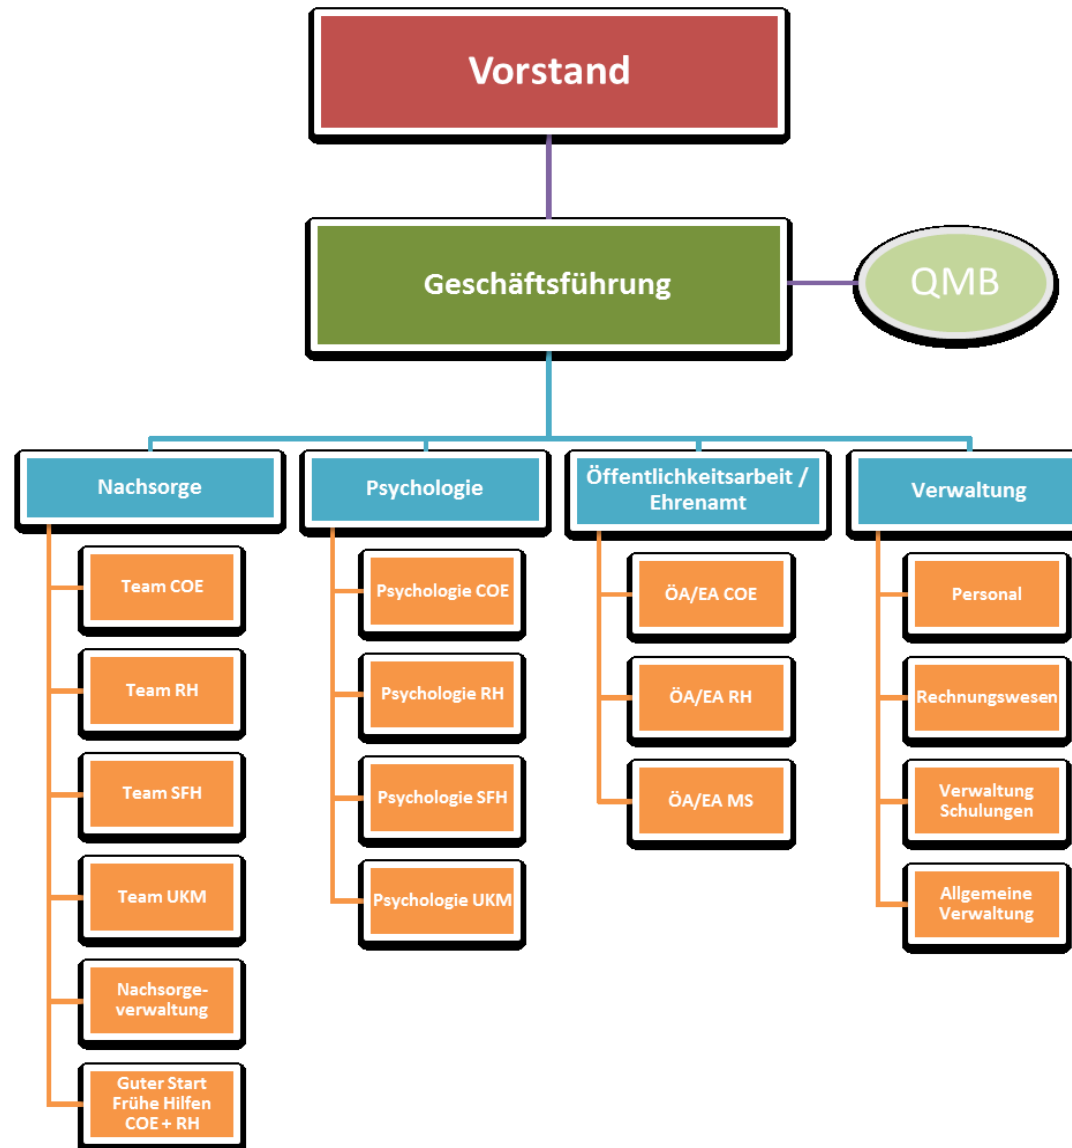 Vorstand
Geschäftsführung
QMB
Nachsorge
Team COE
Team RH
Team SFH
Team UKM
Nachsorge-
verwaltung
Guter Start
Frühe Hilfen
COE + RH
Psychologie
Psychologie COE
Psychologie RH
Psychologie SFH
Psychologie UKM
Öffentlichkeitsarbeit /
Ehrenamt
ÖA/EA COE
ÖA/EA RH
ÖA/EA MS
Verwaltung
Personal
Rechnungswesen
Verwaltung
Schulungen
Allgemeine
Verwaltung